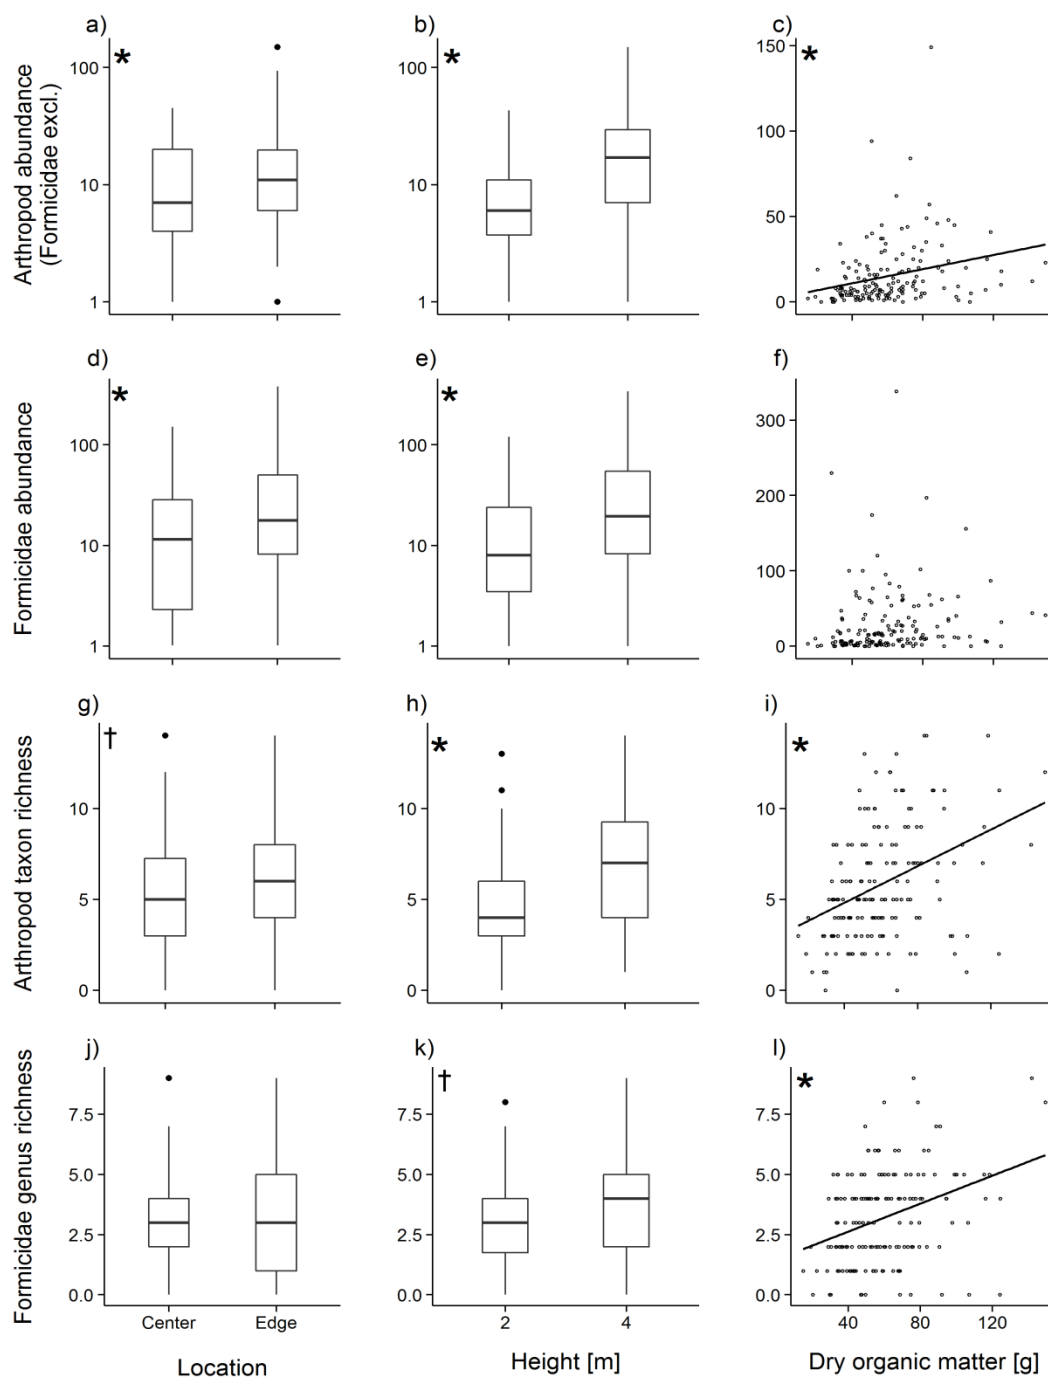 a)
b)
c)
Arthropod abundance
(Formicidae excl.)
*
100
10
1
*
100
10
1
*
150
100
50
0
d)
e)
f)
Formicidae abundance
*
100
10
1
*
100
10
1
300
200
100
0
g)
h)
i)
Arthropod taxon richness
†
10
5
0
*
10
5
0
*
10
5
0
j)
k)
l)
Formicidae genus richness
7.5
5.0
2.5
0.0
†
7.5
5.0
2.5
0.0
*
7.5
5.0
2.5
0.0
Center Edge
2 4
40 80 120
Location
Height [m]
Dry organic matter [g]